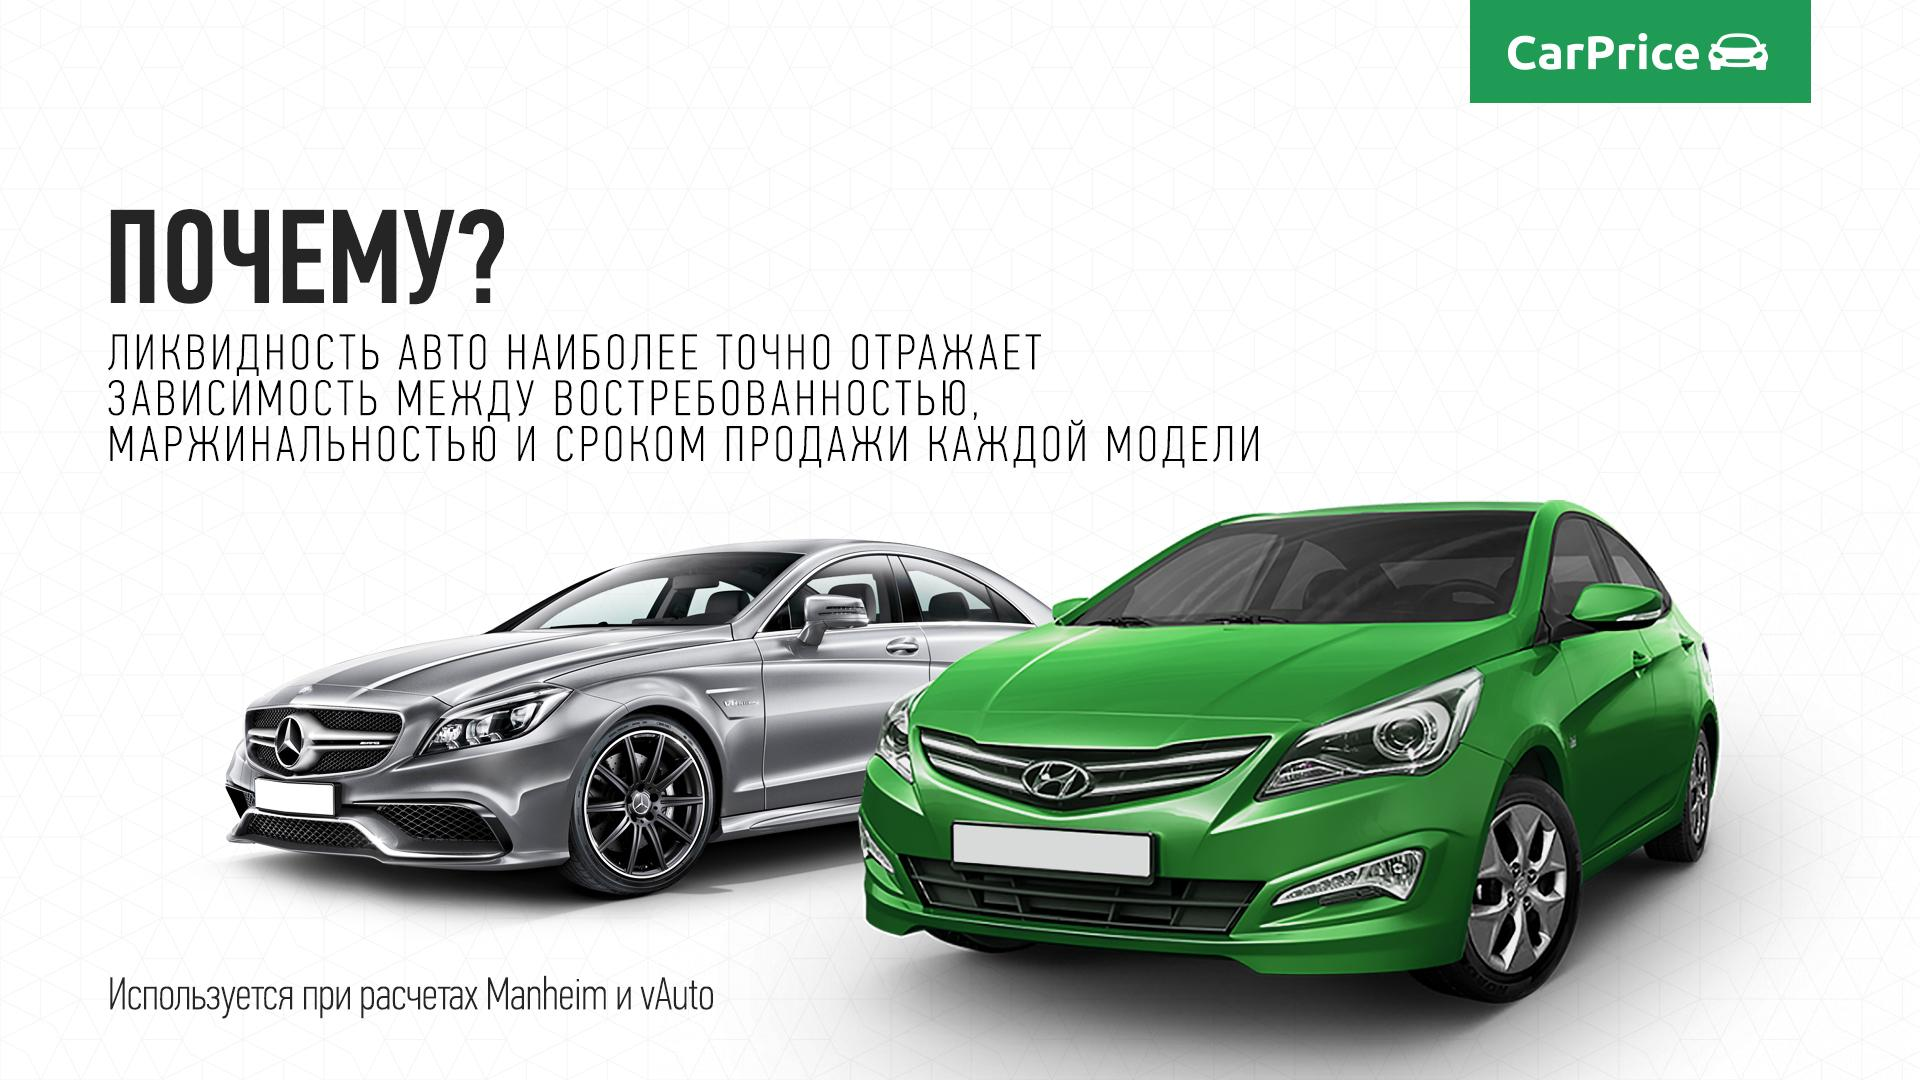 CarPrice
ПОЧЕМУ?
ЛИКВИДНОСТЬ АВТО НАИБОЛЕЕ ТОЧНО ОТРАЖАЕТ
ЗАВИСИМОСТЬ МЕЖДУ ВОСТРЕБОВАННОСТЬЮ,
МАРЖИНАЛЬНОСТЬЮ И СРОКОМ ПРОДАЖИ КАЖДОЙ МОДЕЛИ
Используется при расчетах Manheim и vAuto